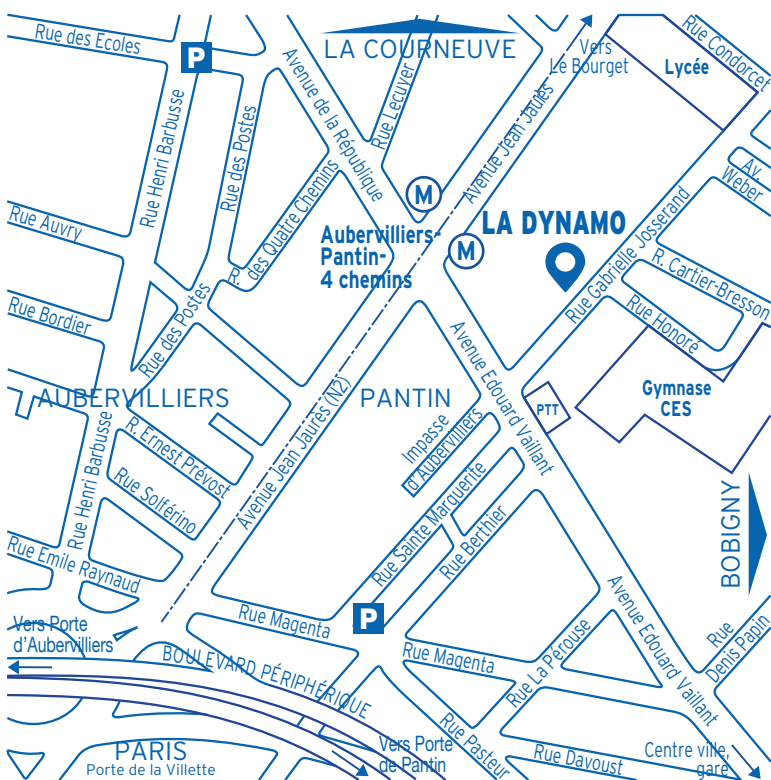 Rue des Ecoles
P
Avenue de la République
LA COURNEUVE
Rue Lecuyer
Vers
Le Bourget
Lycée
Rue Condorcet
Rue Henri Barbusse
Rue des Postes
Avenue Jean Jaurès
M
Av.
Weber
Rue Auvry
R. des Quatre Chemins
Aubervilliers-
Pantin-
4 chemins
M
LA DYNAMO
Rue Gabrielle Josserand
R. Cartier-Bresson
Rue Honoré
Rue Bordier
Rue des Postes
Avenue Edouard Vaillant
AUBERVILLIERS
PANTIN
PTT
Gymnase
CES
Rue Henri Barbusse
R. Ernest Prévost
Rue Solférino
Avenue Jean Jaurès (N2)
Impasse
d'Aubervilliers
Rue Sainte Marguerite
Rue Berthier
BOBIGNY
Rue Emile Raynaud
Rue Magenta
P
Rue Magenta
Rue La Pérouse
Avenue Edouard Vaillant
Rue
Denis Papin
Vers Porte
d'Aubervilliers
BOULEVARD PÉRIPHÉRIQUE
Rue Pasteur
Rue Davoust
Centre ville,
gare
PARIS
Porte de la Villette
Vers Porte
de Pantin